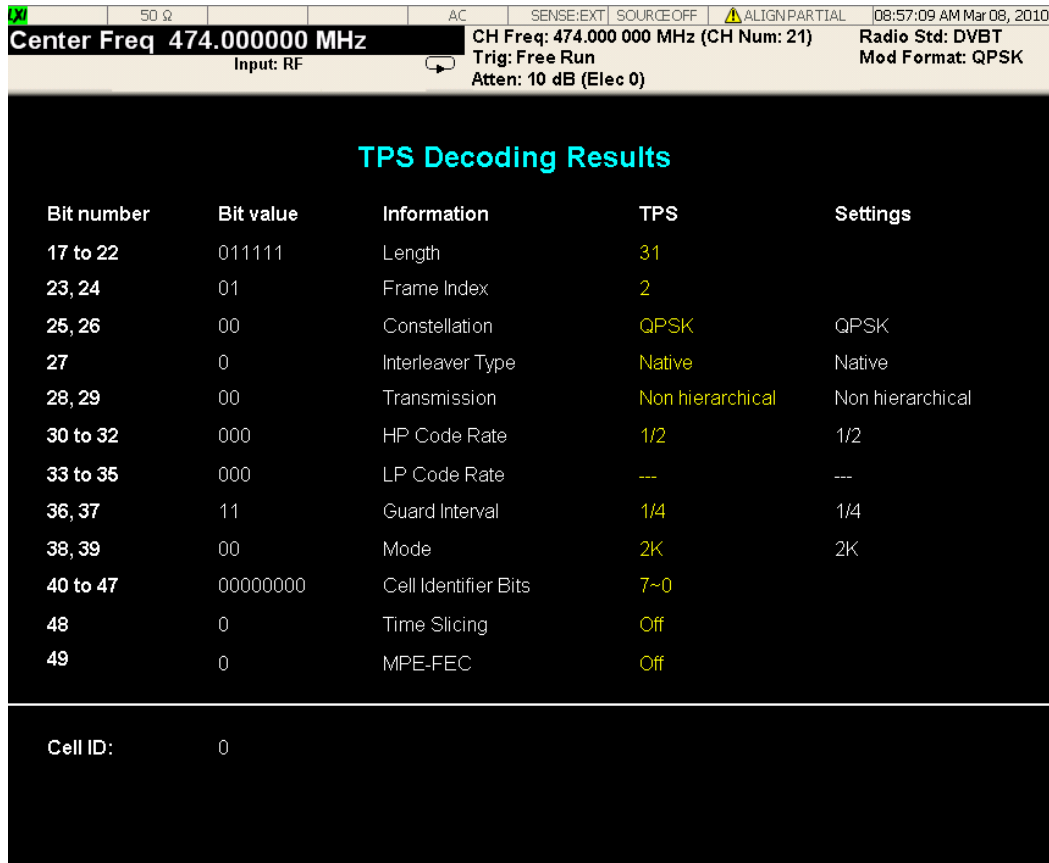 LXI 50 Ω AC SENSE:EXT SOURCE OFF ALIGN PARTIAL 08:57:09 AM Mar 08, 2010
Center Freq 474.000000 MHz CH Freq: 474.000 000 MHz (CH Num: 21) Radio Std: DVBT
Input: RF Trig: Free Run Mod Format: QPSK
Atten: 10 dB (Elec 0)
TPS Decoding Results
Bit number Bit value Information TPS Settings
17 to 22 011111 Length 31
23, 24 01 Frame Index 2
25, 26 00 Constellation QPSK QPSK
27 0 Interleaver Type Native Native
28, 29 00 Transmission Non hierarchical Non hierarchical
30 to 32 000 HP Code Rate 1/2 1/2
33 to 35 000 LP Code Rate --- ---
36, 37 11 Guard Interval 1/4 1/4
38, 39 00 Mode 2K 2K
40 to 47 00000000 Cell Identifier Bits 7~0
48 0 Time Slicing Off
49 0 MPE-FEC Off
Cell ID: 0